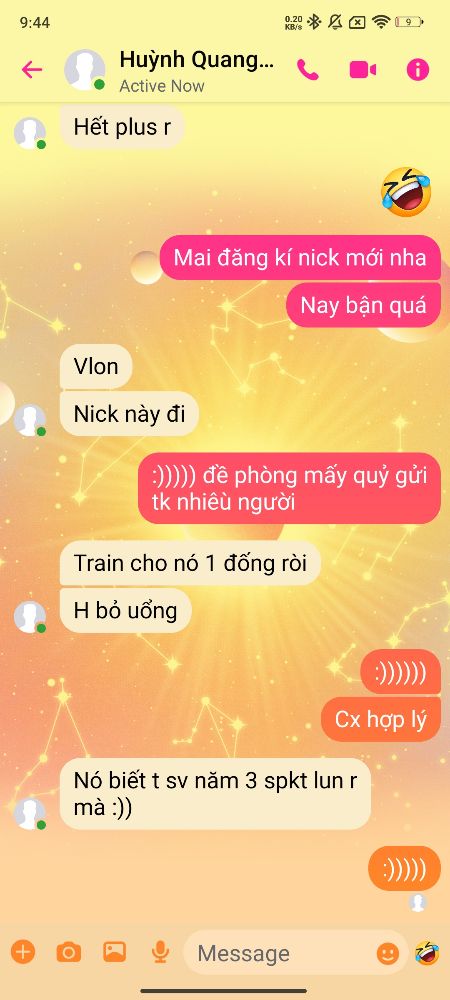 9:44
0.20
KB/s
9
Huỳnh Quang...
Active Now
Hết plus r
Mai đăng kí nick mới nha
Nay bận quá
Vlon
Nick này đi
:))))) đề phòng mấy quỷ gửi
tk nhiêù người
Train cho nó 1 đống ròi
H bỏ uổng
:))))))
Cx hợp lý
Nó biết t sv năm 3 spkt lun r
mà :))
:)))))
Message